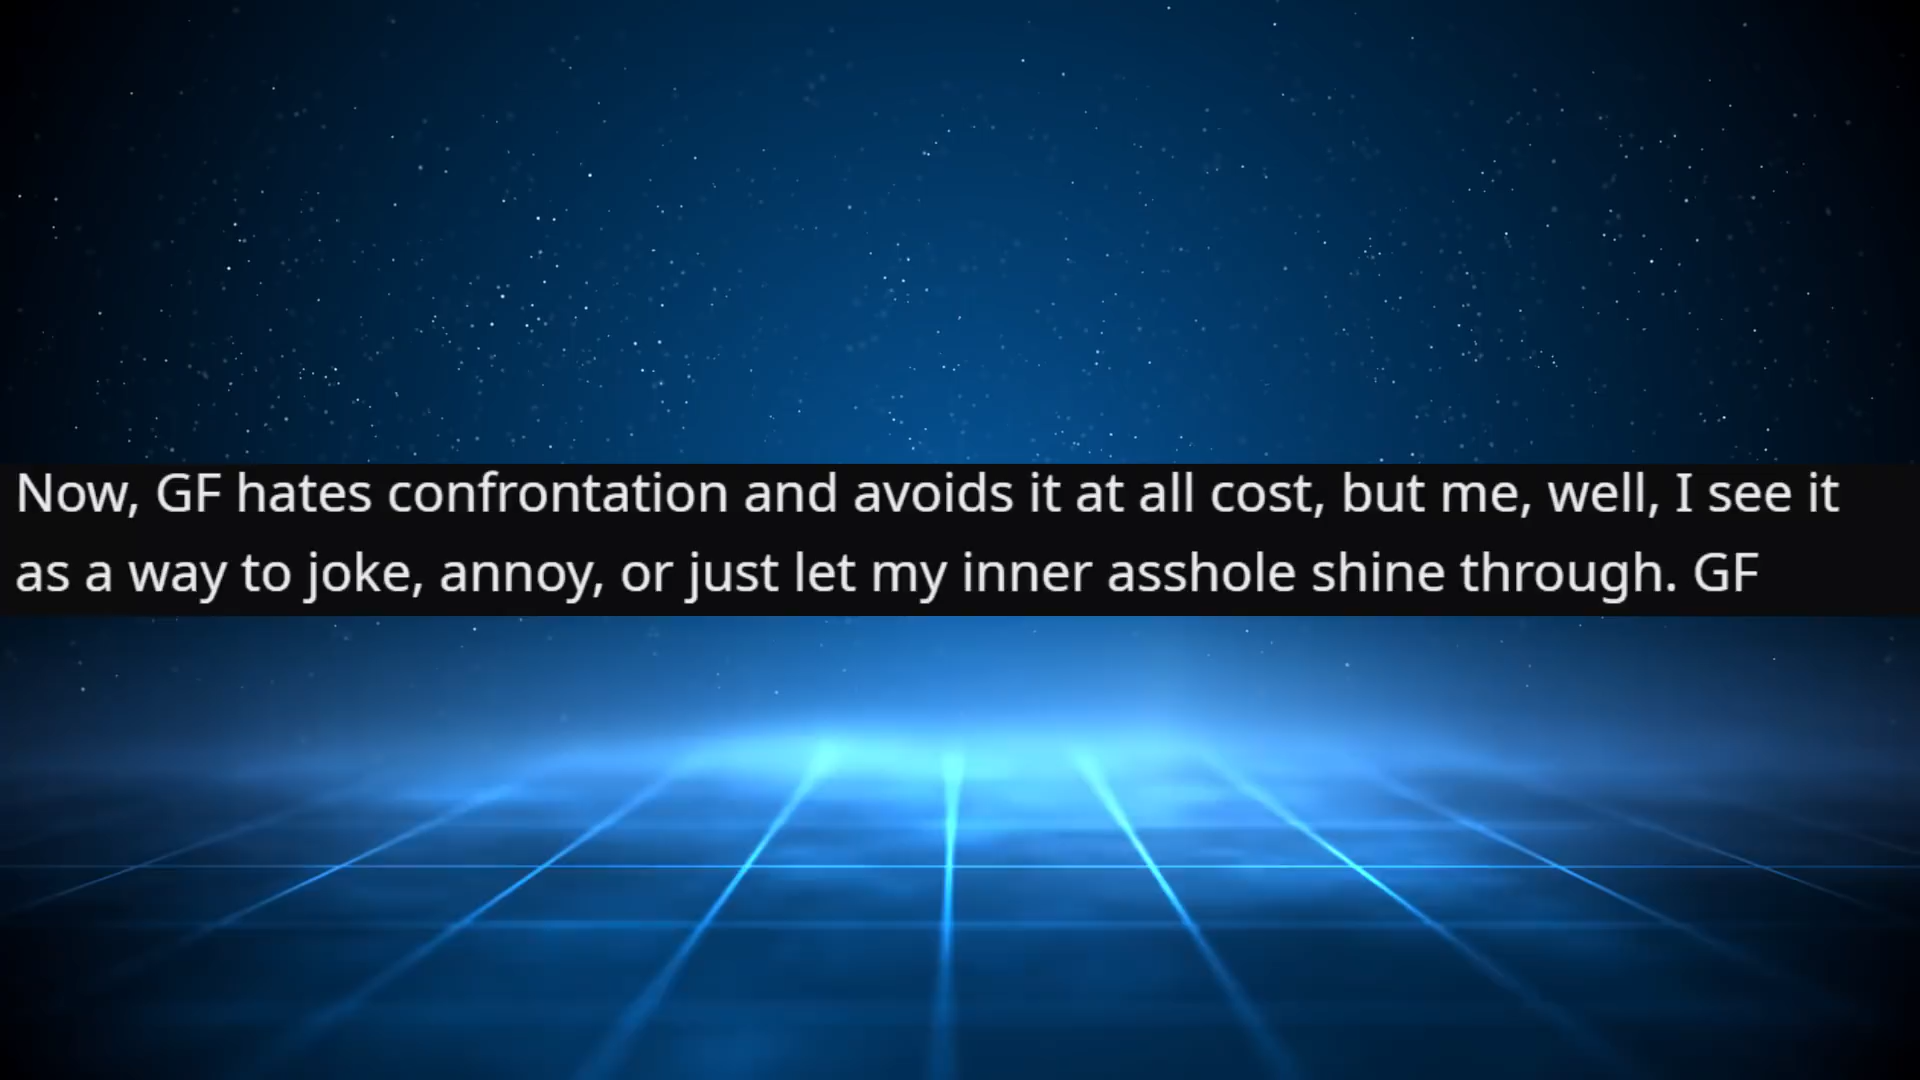 Now, GF hates confrontation and avoids it at all cost, but me, well, I see it
as a way to joke, annoy, or just let my inner asshole shine through. GF